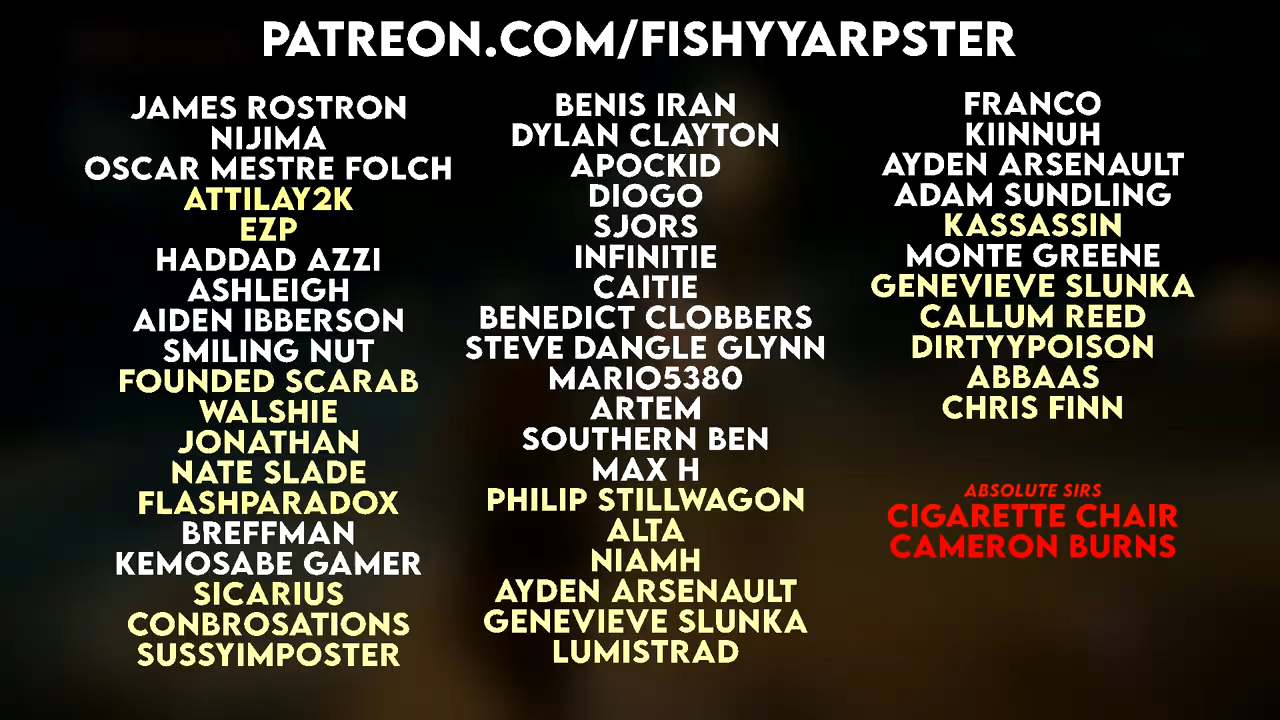 PATREON.COM/FISHYYARPSTER
JAMES ROSTRON
NIJIMA
OSCAR MESTRE FOLCH
ATTILAY2K
EZP
HADDAD AZZI
ASHLEIGH
AIDEN IBBERSON
SMILING NUT
FOUNDED SCARAB
WALSHIE
JONATHAN
NATE SLADE
FLASHPARADOX
BREFFMAN
KEMOSABE GAMER
SICARIUS
CONBROSATIONS
SUSSYIMPOSTER
BENIS IRAN
DYLAN CLAYTON
APOCKID
DIOGO
SJORS
INFINITIE
CAITIE
BENEDICT CLOBBERS
STEVE DANGLE GLYNN
MARIO5380
ARTEM
SOUTHERN BEN
MAX H
PHILIP STILLWAGON
ALTA
NIAMH
AYDEN ARSENAULT
GENEVIEVE SLUNKA
LUMISTRAD
FRANCO
KIINNUH
AYDEN ARSENAULT
ADAM SUNDLING
KASSASSIN
MONTE GREENE
GENEVIEVE SLUNKA
CALLUM REED
DIRTYYPOISON
ABBAAS
CHRIS FINN
ABSOLUTE SIRS
CIGARETTE CHAIR
CAMERON BURNS